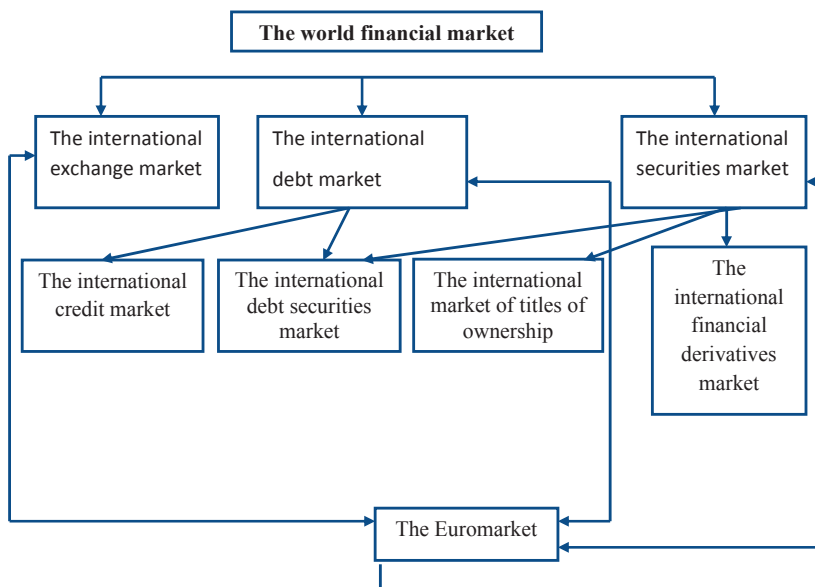 The world financial market
The international
exchange market
The international
debt market
The international
securities market
The international
credit market
The international
debt securities
market
The international
market of titles of
ownership
The
international
financial
derivatives
market
The Euromarket